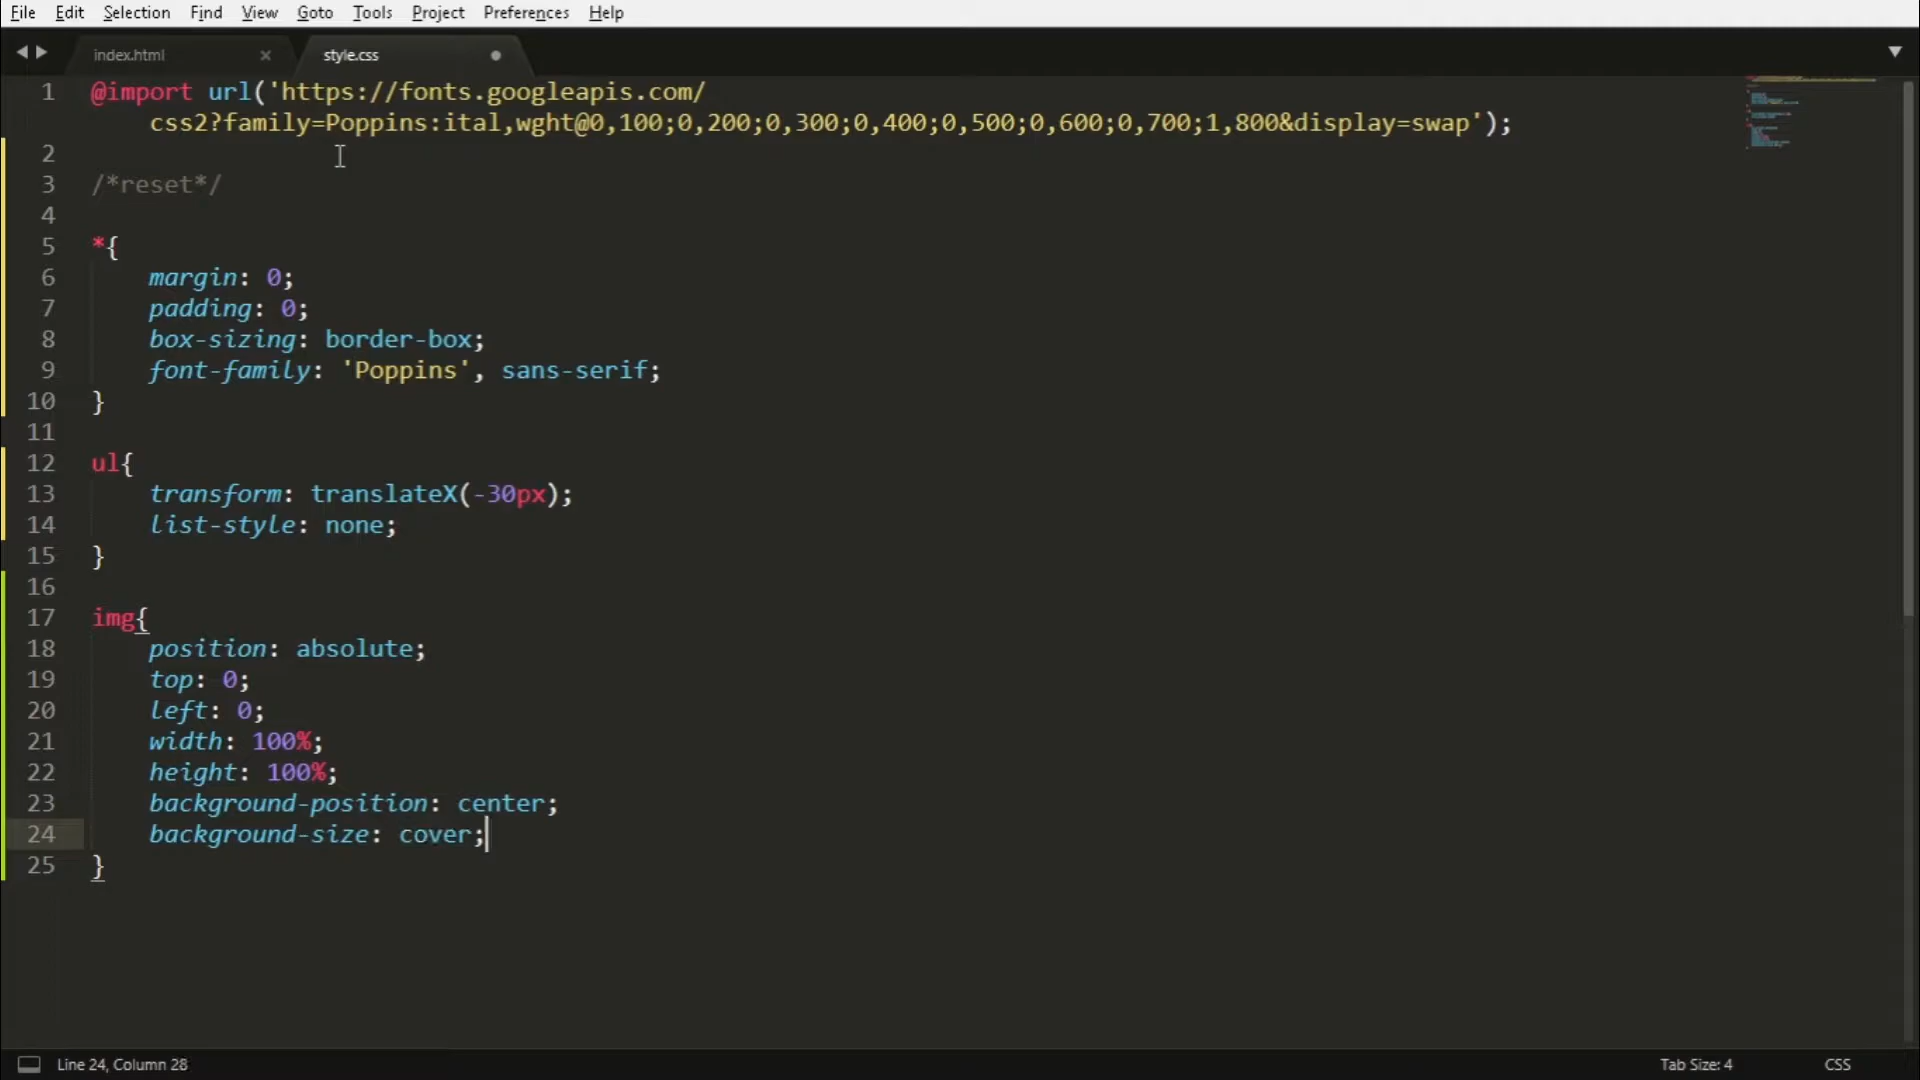 File Edit Selection Find View Goto Tools Project Preferences Help
index.html × style.css
1 @import url('https://fonts.googleapis.com/
css2?family=Poppins:ital,wght@0,100;0,200;0,300;0,400;0,500;0,600;0,700;1,800&display=swap');
2
3 /*reset*/
4
5 *{
6 margin: 0;
7 padding: 0;
8 box-sizing: border-box;
9 font-family: 'Poppins', sans-serif;
10 }
11
12 ul{
13 transform: translateX(-30px);
14 list-style: none;
15 }
16
17 img{
18 position: absolute;
19 top: 0;
20 left: 0;
21 width: 100%;
22 height: 100%;
23 background-position: center;
24 background-size: cover;
25 }
Line 24, Column 28 Tab Size: 4 CSS